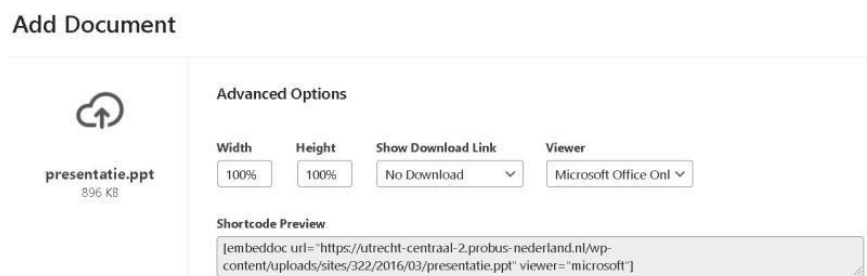 Add Document
Advanced Options
Width Height Show Download Link Viewer
presentatie.ppt 100% 100% No Download Microsoft Office Onl
896 KB
Shortcode Preview
[embeddoc url="https://utrecht-centraal-2.probus-nederland.nl/wp-
content/uploads/sites/322/2016/03/presentatie.ppt" viewer="microsoft"]